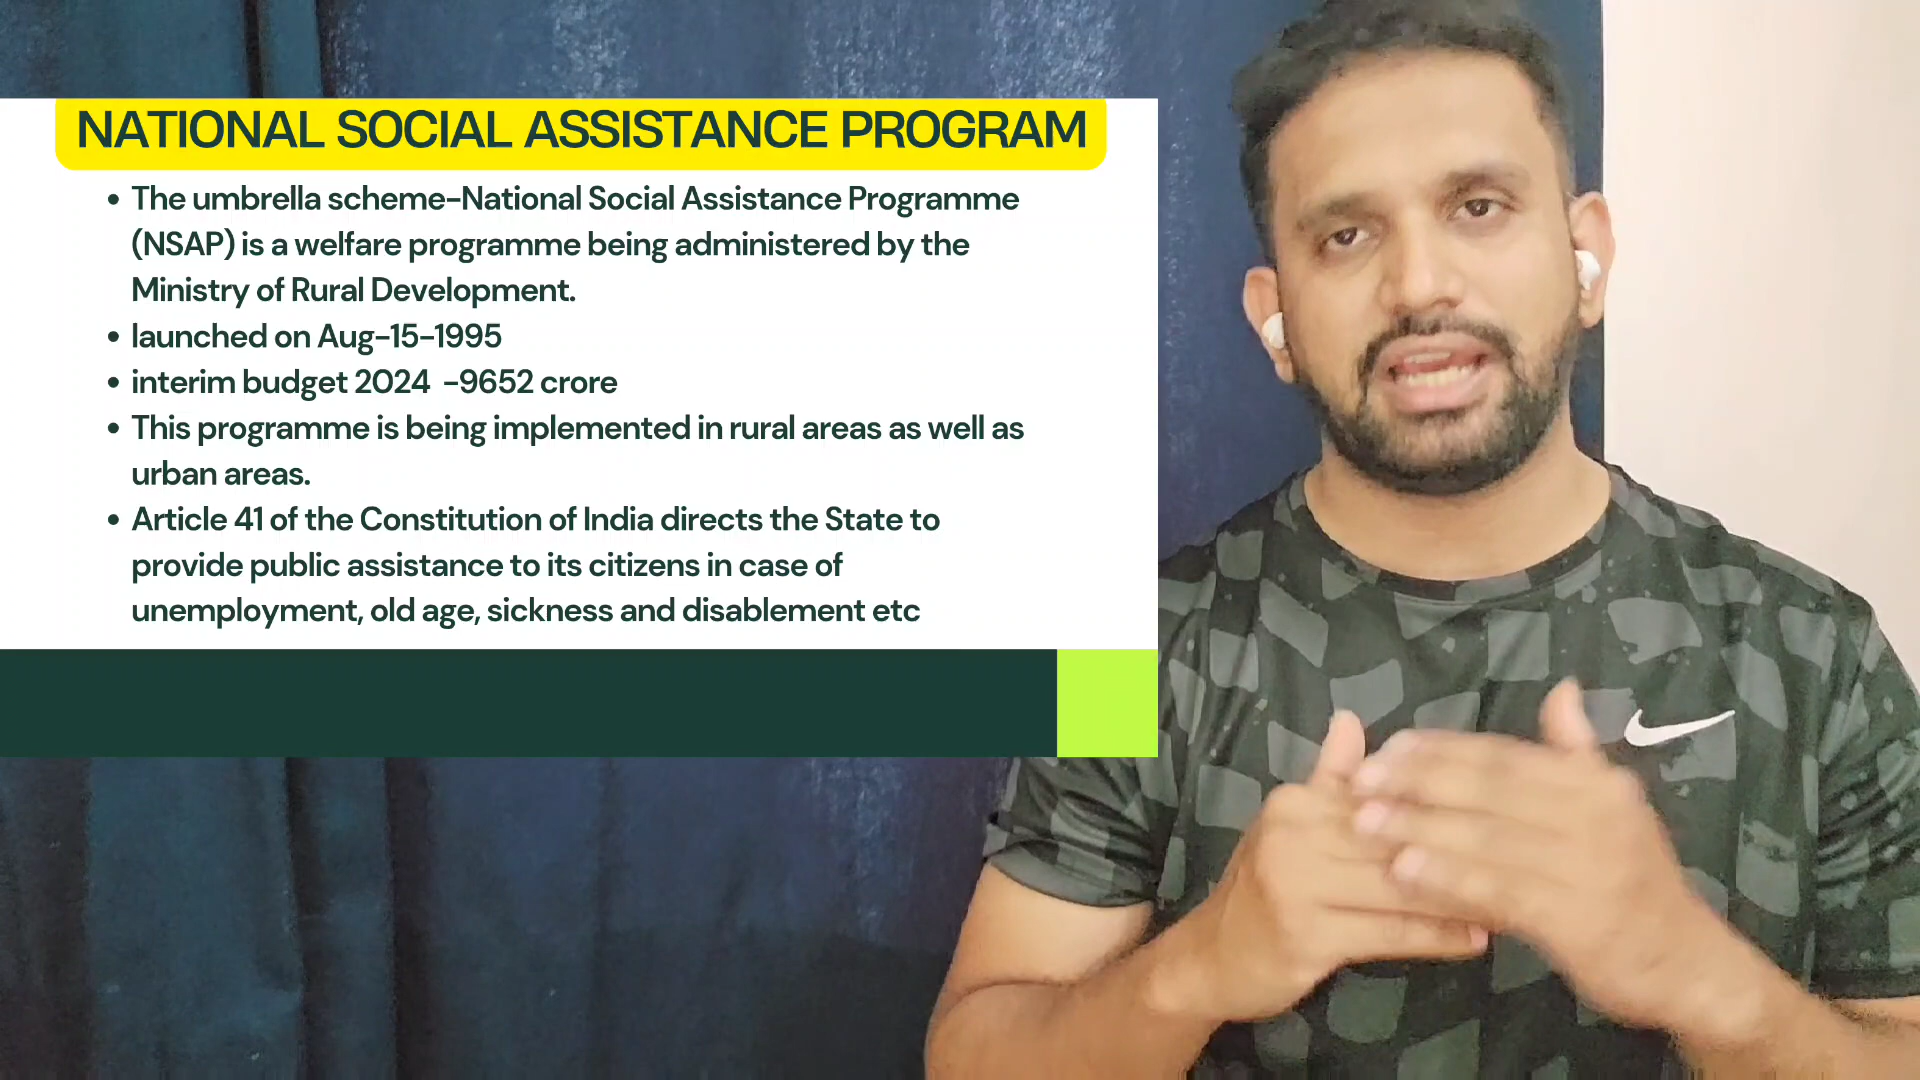 NATIONAL SOCIAL ASSISTANCE PROGRAM
• The umbrella scheme-National Social Assistance Programme
(NSAP) is a welfare programme being administered by the
Ministry of Rural Development.
• launched on Aug-15-1995
• interim budget 2024 -9652 crore
• This programme is being implemented in rural areas as well as
urban areas.
• Article 41 of the Constitution of India directs the State to
provide public assistance to its citizens in case of
unemployment, old age, sickness and disablement etc